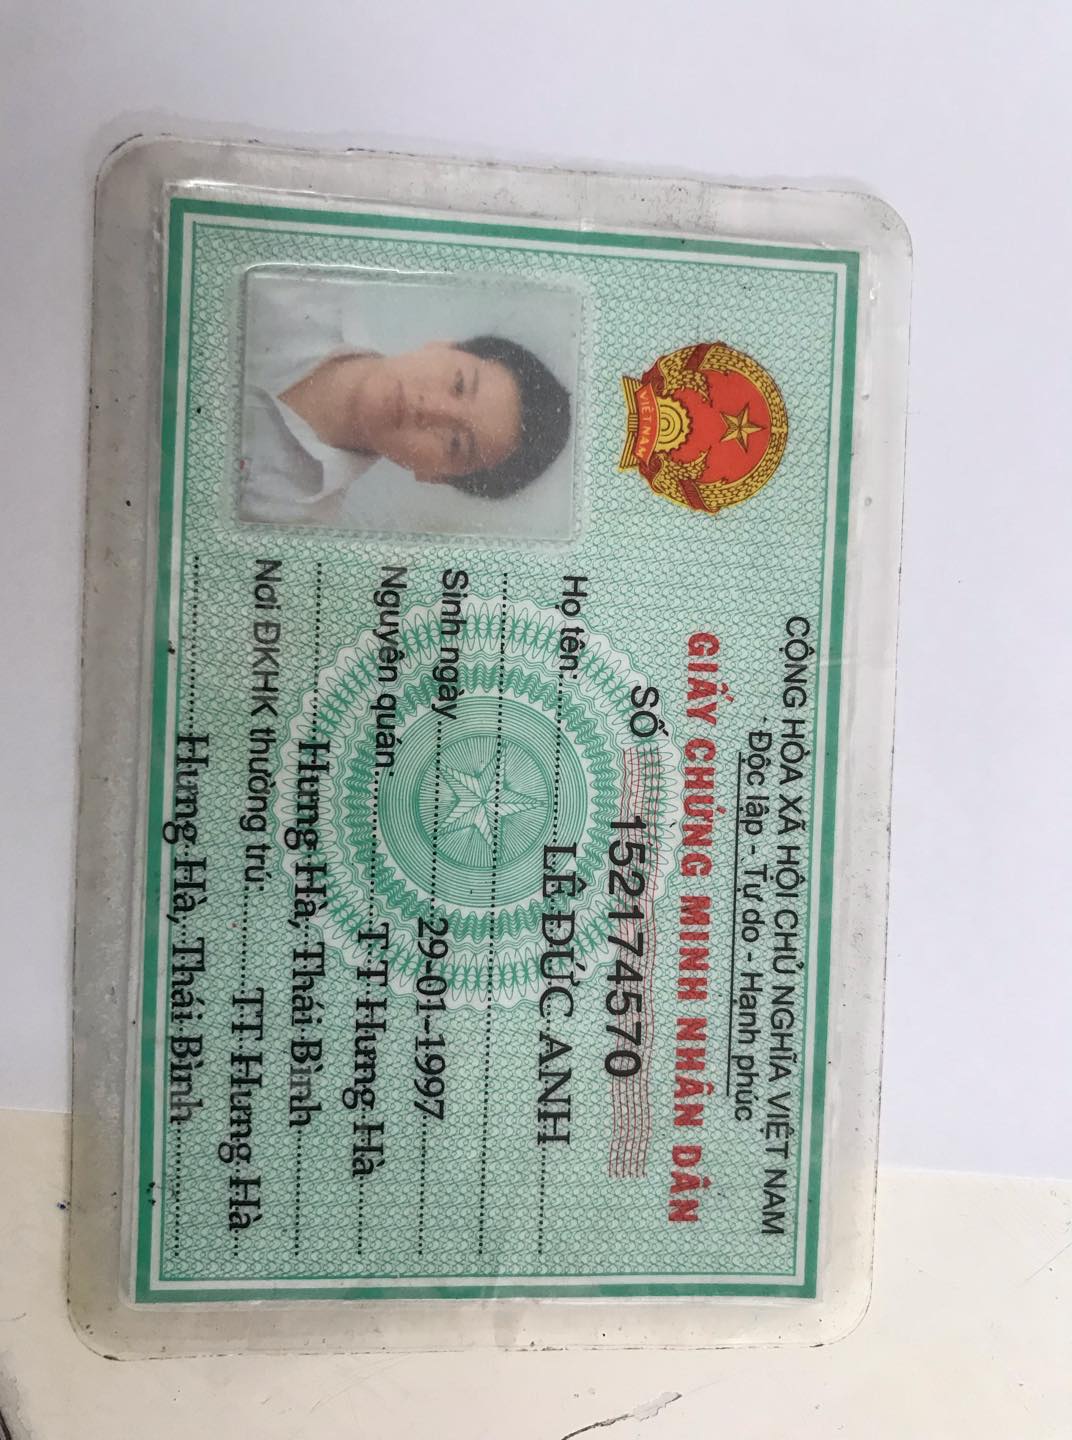 CỘNG HÒA XÃ HỘI CHỦ NGHĨA VIỆT NAM
Độc lập - Tự do - Hạnh phúc
GIẤY CHỨNG MINH NHÂN DÂN
SỐ 152174570
Họ tên: LÊ ĐỨC ANH
Sinh ngày 29-01-1997
Nguyên quán: TT Hưng Hà
Hưng Hà, Thái Bình
Nơi ĐKHK thường trú: TT Hưng Hà
Hưng Hà, Thái Bình
VIỆT NAM